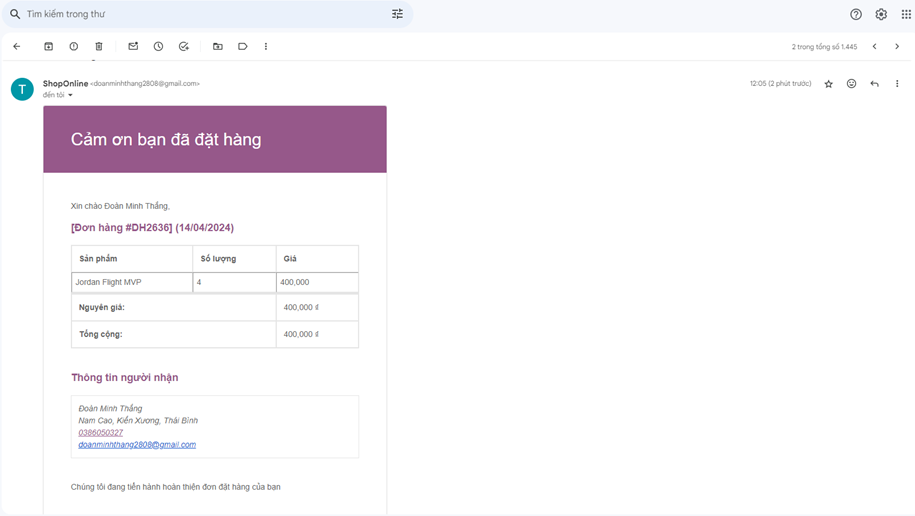 Tìm kiếm trong thư
2 trong tổng số 1.445
ShopOnline <doanminhthang2808@gmail.com>
12:05 (2 phút trước)
đến tôi
T
Cảm ơn bạn đã đặt hàng
Xin chào Đoàn Minh Thắng,
[Đơn hàng #DH2636] (14/04/2024)
Sản phẩm Số lượng Giá
Jordan Flight MVP 4 400,000
Nguyên giá: 400,000 ₫
Tổng cộng: 400,000 ₫
Thông tin người nhận
Đoàn Minh Thắng
Nam Cao, Kiến Xương, Thái Bình
0386050327
doanminhthang2808@gmail.com
Chúng tôi đang tiến hành hoàn thiện đơn đặt hàng của bạn